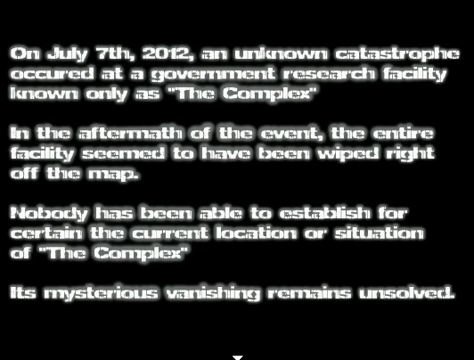 On July 7th, 2012, an unknown catastrophe
occured at a government research facility
known only as "The Complex"
In the aftermath of the event, the entire
facility seemed to have been wiped right
off the map.
Nobody has been able to establish for
certain the current location or situation
of "The Complex"
Its mysterious vanishing remains unsolved.